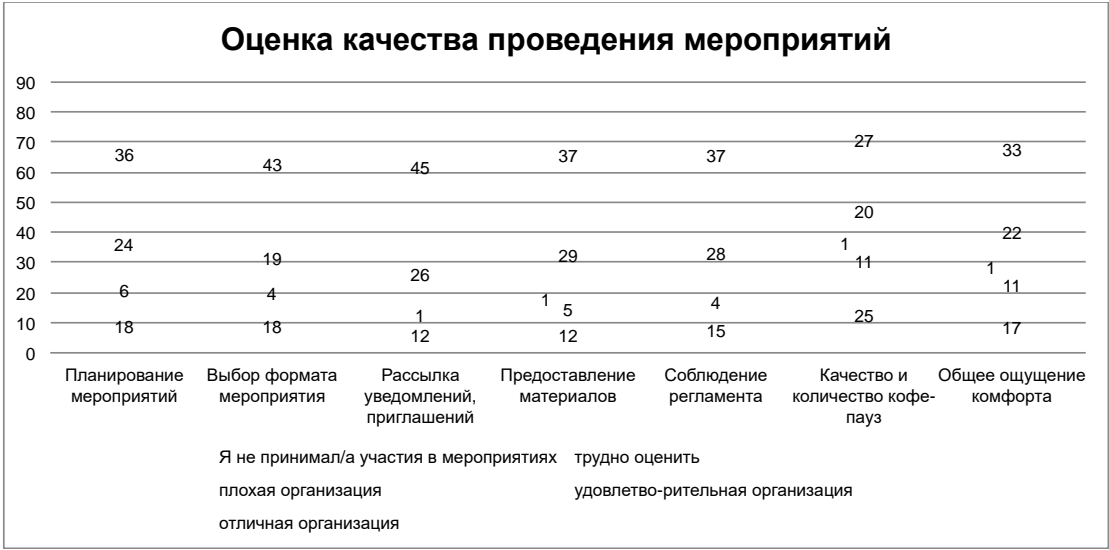 Оценка качества проведения мероприятий
90
80
70
60
50
40
30
20
10
0
36
43
45
37
37
27
33
24
19
26
29
28
20
22
6
4
1
1
5
4
1
11
1
11
18
18
12
12
15
25
17
Планирование
мероприятий
Выбор формата
мероприятия
Рассылка
уведомлений,
приглашений
Предоставление
материалов
Соблюдение
регламента
Качество и
количество кофе-
пауз
Общее ощущение
комфорта
Я не принимал/а участия в мероприятиях
трудно оценить
плохая организация
удовлетво-рительная организация
отличная организация